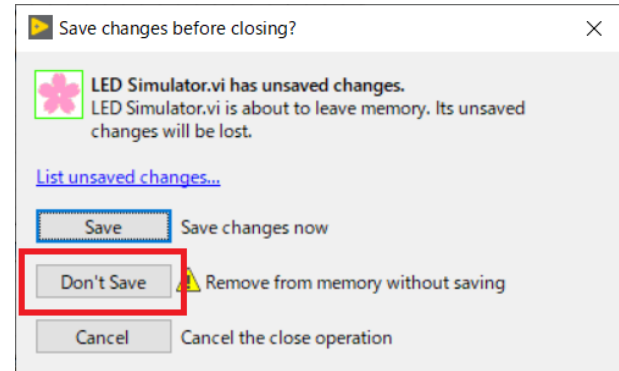 Save changes before closing?
LED Simulator.vi has unsaved changes.
LED Simulator.vi is about to leave memory. Its unsaved
changes will be lost.
List unsaved changes...
Save Save changes now
Don't Save Remove from memory without saving
Cancel Cancel the close operation